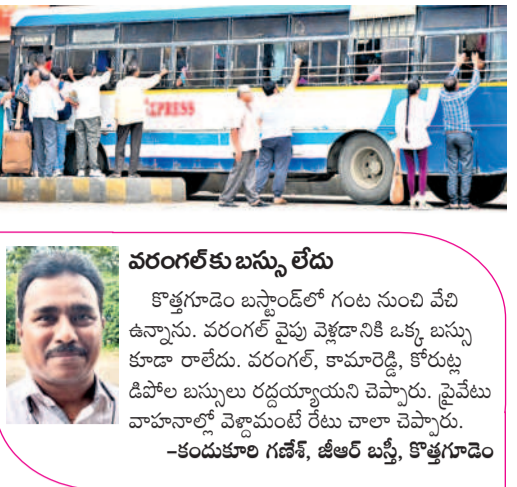 EXPRESS
వరంగల్‌కు బస్సు లేదు
కొత్తగూడెం బస్టాండ్‌లో గంట నుంచి వేచి
ఉన్నాను. వరంగల్ వైపు వెళ్లడానికి ఒక్క బస్సు
కూడా రాలేదు. వరంగల్, కామారెడ్డి, కోరుట్ల
డిపోల బస్సులు రద్దయ్యాయని చెప్పారు. ప్రైవేటు
వాహనాల్లో వెళ్దామంటే రేటు చాలా చెప్పారు.
-కందుకూరి గణేశ్, జీఆర్ బస్తీ, కొత్తగూడెం